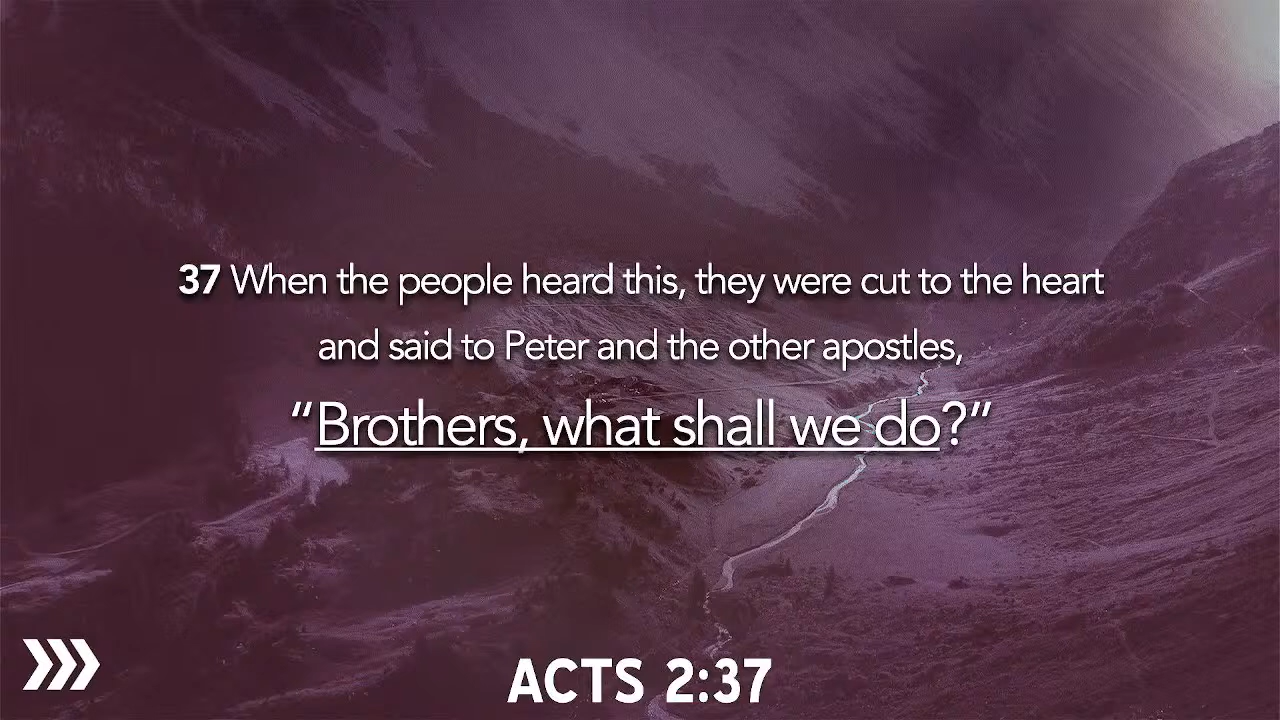 37 When the people heard this, they were cut to the heart
and said to Peter and the other apostles,
“Brothers, what shall we do?”
ACTS 2:37